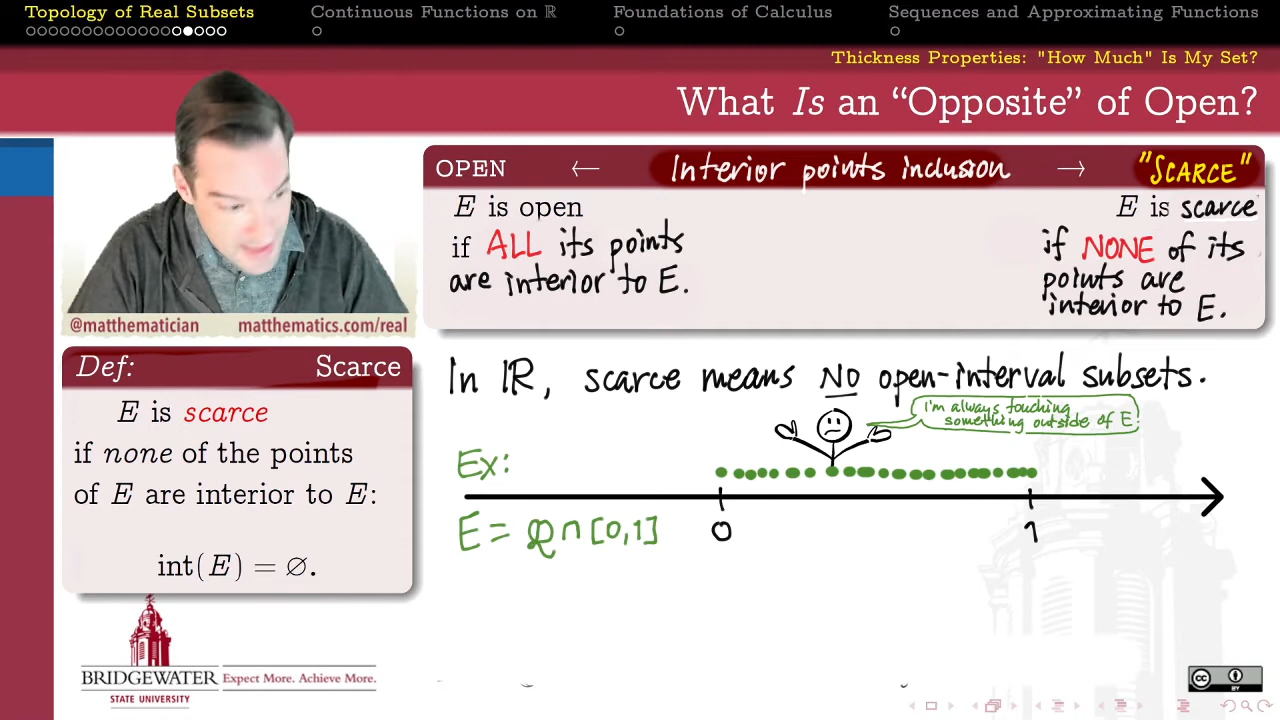 Topology of Real Subsets
Continuous Functions on ℝ
Foundations of Calculus
Sequences and Approximating Functions
Thickness Properties: "How Much" Is My Set?
What Is an “Opposite” of Open?
OPEN ← Interior points inclusion → "SCARCE"
E is open
if ALL its points
are interior to E.
E is scarce
if NONE of its
points are
interior to E.
@matthematician matthematics.com/real
Def: Scarce
E is scarce
if none of the points
of E are interior to E:
int(E) = ∅.
In ℝ, scarce means NO open-interval subsets.
I'm always touching
something outside of E!
Ex:
E = ℚ ∩ [0,1]
0 1
BRIDGEWATER
STATE UNIVERSITY
Expect More. Achieve More.
cc
BY